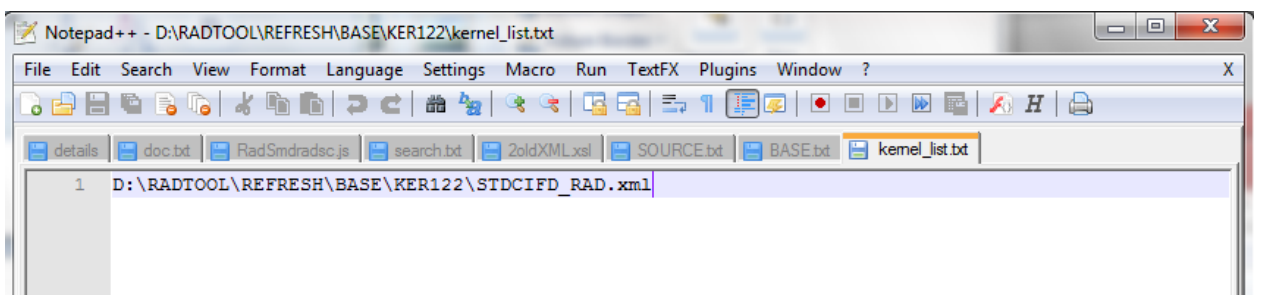 Notepad++ - D:\RADTOOL\REFRESH\BASE\KER122\kernel_list.txt
File Edit Search View Format Language Settings Macro Run TextFX Plugins Window ? X
details doc.txt RadSmdradsc.js search.txt 2oldXML.xsl SOURCE.txt BASE.txt kernel_list.txt
1 D:\RADTOOL\REFRESH\BASE\KER122\STDCIFD_RAD.xml